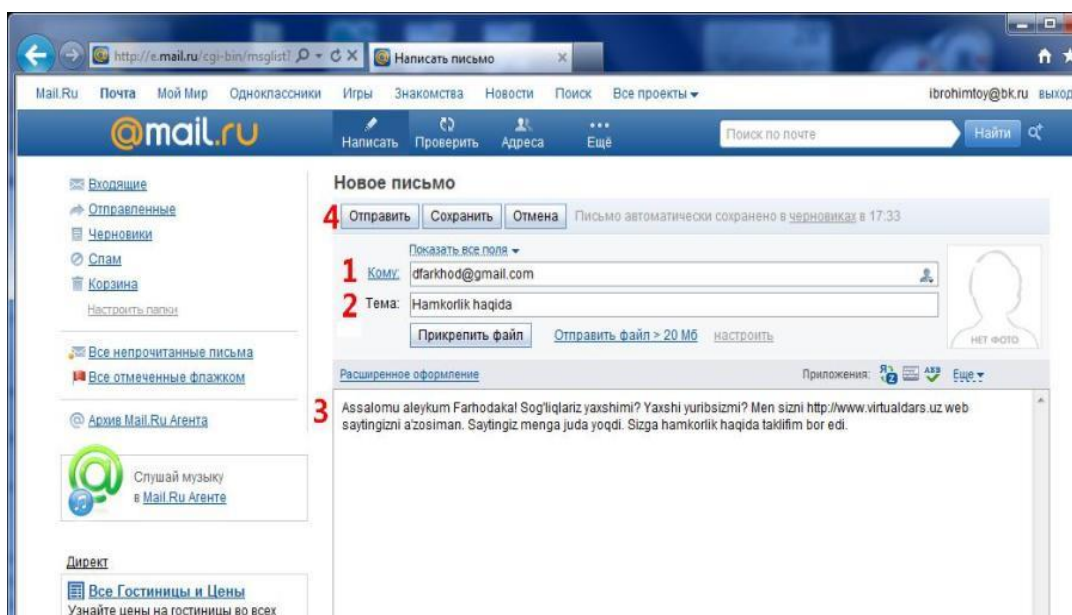 http://e.mail.ru/cgi-bin/msglist?
Написать письмо
Mail.Ru Почта Мой Мир Одноклассники Игры Знакомства Новости Поиск Все проекты
ibrohimtoy@bk.ru выход
@mail.ru
Написать Проверить Адреса Ещё
Поиск по почте Найти
Входящие
Отправленные
Черновики
Спам
Корзина
Настроить папки
Все непрочитанные письма
Все отмеченные флажком
Архив Mail.Ru Агента
Слушай музыку
в Mail.Ru Агенте
Директ
Все Гостиницы и Цены
Узнайте цены на гостиницы во всех
Новое письмо
4 Отправить Сохранить Отмена Письмо автоматически сохранено в черновиках в 17:33
Показать все поля
1 Кому: dfarkhod@gmail.com
2 Тема: Hamkorlik haqida
Прикрепить файл Отправить файл > 20 Мб настроить
НЕТ ФОТО
Расширенное оформление Приложения: Еще
3 Assalomu aleykum Farhodaka! Sog'liqlariz yaxshimi? Yaxshi yuribsizmi? Men sizni http://www.virtualdars.uz web
saytingizni a'zosiman. Saytingiz menga juda yoqdi. Sizga hamkorlik haqida taklifim bor edi.